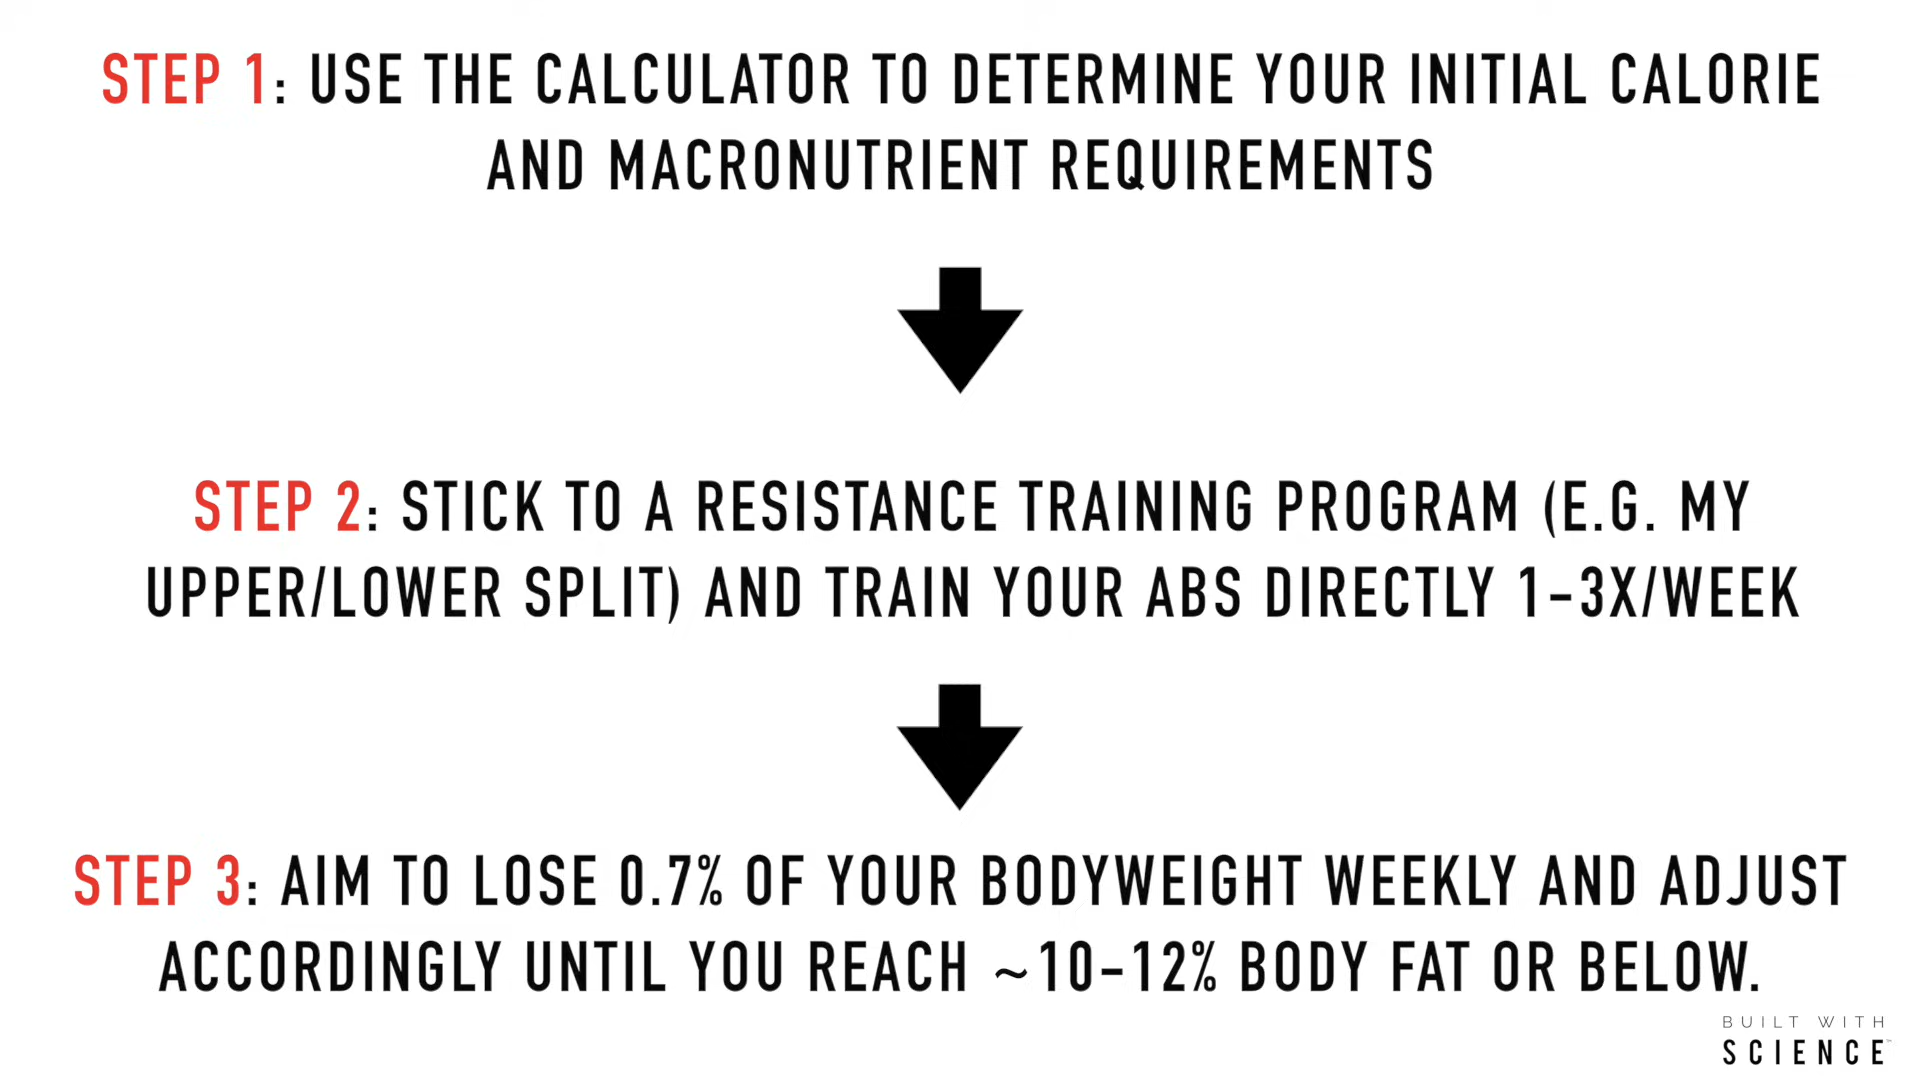 STEP 1: USE THE CALCULATOR TO DETERMINE YOUR INITIAL CALORIE
AND MACRONUTRIENT REQUIREMENTS
STEP 2: STICK TO A RESISTANCE TRAINING PROGRAM (E.G. MY
UPPER/LOWER SPLIT) AND TRAIN YOUR ABS DIRECTLY 1-3X/WEEK
STEP 3: AIM TO LOSE 0.7% OF YOUR BODYWEIGHT WEEKLY AND ADJUST
ACCORDINGLY UNTIL YOU REACH ~10-12% BODY FAT OR BELOW.
BUILT WITH
SCIENCE™